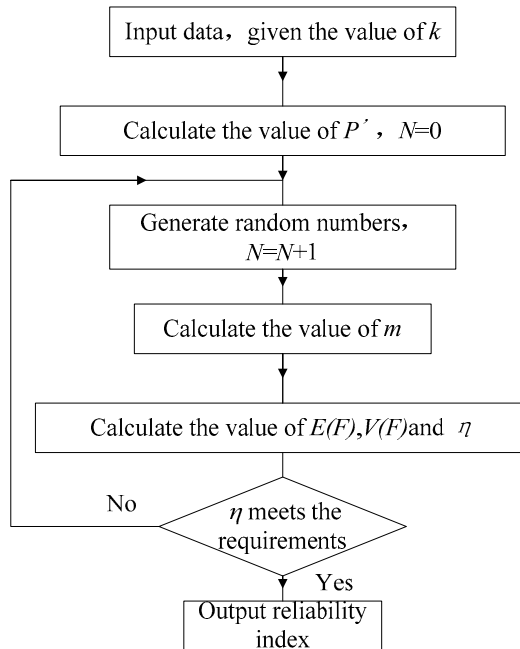 Input data，given the value of k
Calculate the value of P′ ，N=0
Generate random numbers，
N=N+1
Calculate the value of m
Calculate the value of E(F),V(F)and η
No
η meets the
requirements
Yes
Output reliability
index